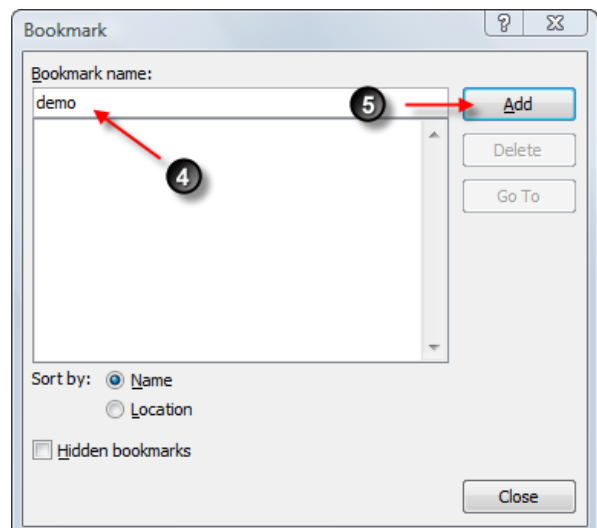 Bookmark
?
Bookmark name:
demo
5
Add
4
Delete
Go To
Sort by:
Name
Location
Hidden bookmarks
Close